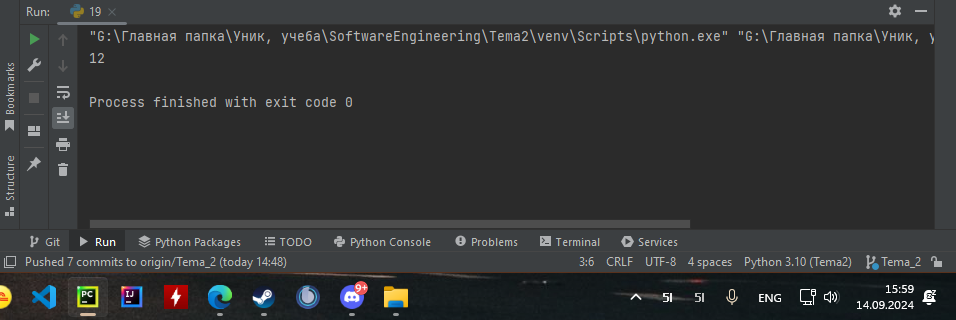 Run: 19
"G:\Главная папка\Уник, учеба\SoftwareEngineering\Tema2\venv\Scripts\python.exe" "G:\Главная папка\Уник, у
12
Process finished with exit code 0
Bookmarks
Structure
Git Run Python Packages TODO Python Console Problems Terminal Services
Pushed 7 commits to origin/Tema_2 (today 14:48) 3:6 CRLF UTF-8 4 spaces Python 3.10 (Tema2) Tema_2
PC IJ 9+ 5l 5l ENG 15:59
14.09.2024